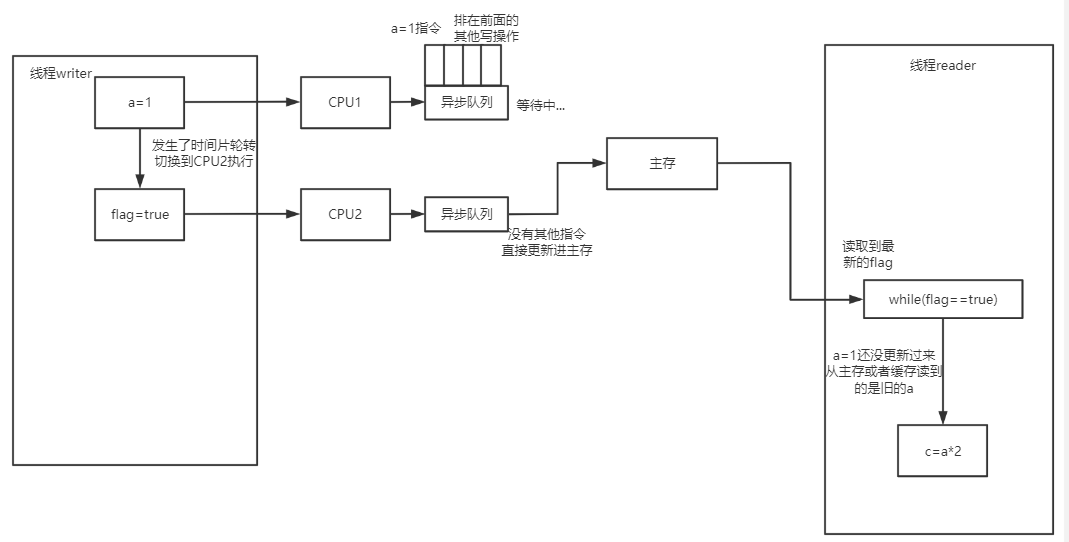 线程writer
a=1
发生了时间片轮转
切换到CPU2执行
flag=true
CPU1
a=1指令
排在前面的
其他写操作
异步队列
等待中...
CPU2
异步队列
没有其他指令
直接更新进主存
主存
线程reader
读取到最
新的flag
while(flag==true)
a=1还没更新过来
从主存或者缓存读到
的是旧的a
c=a*2